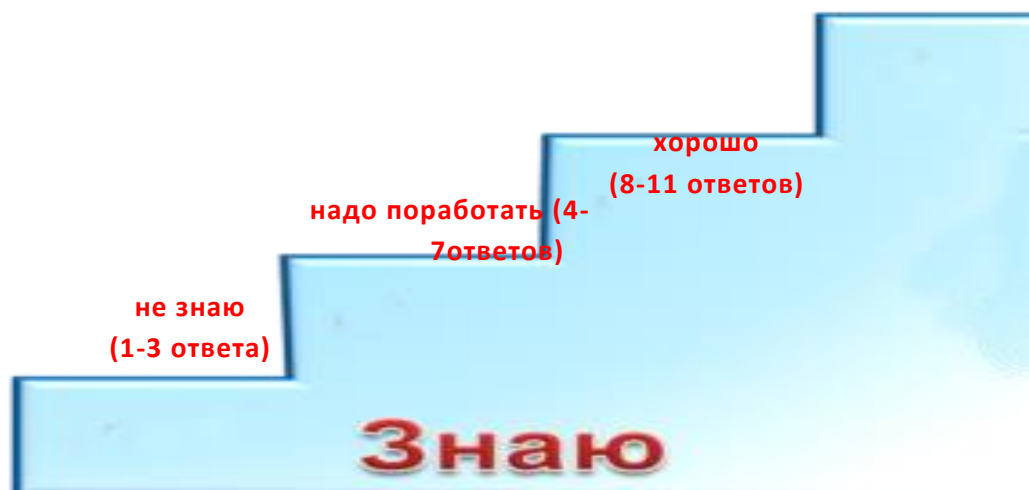 хорошо
(8-11 ответов)
надо поработать (4-
7ответов)
не знаю
(1-3 ответа)
Знаю